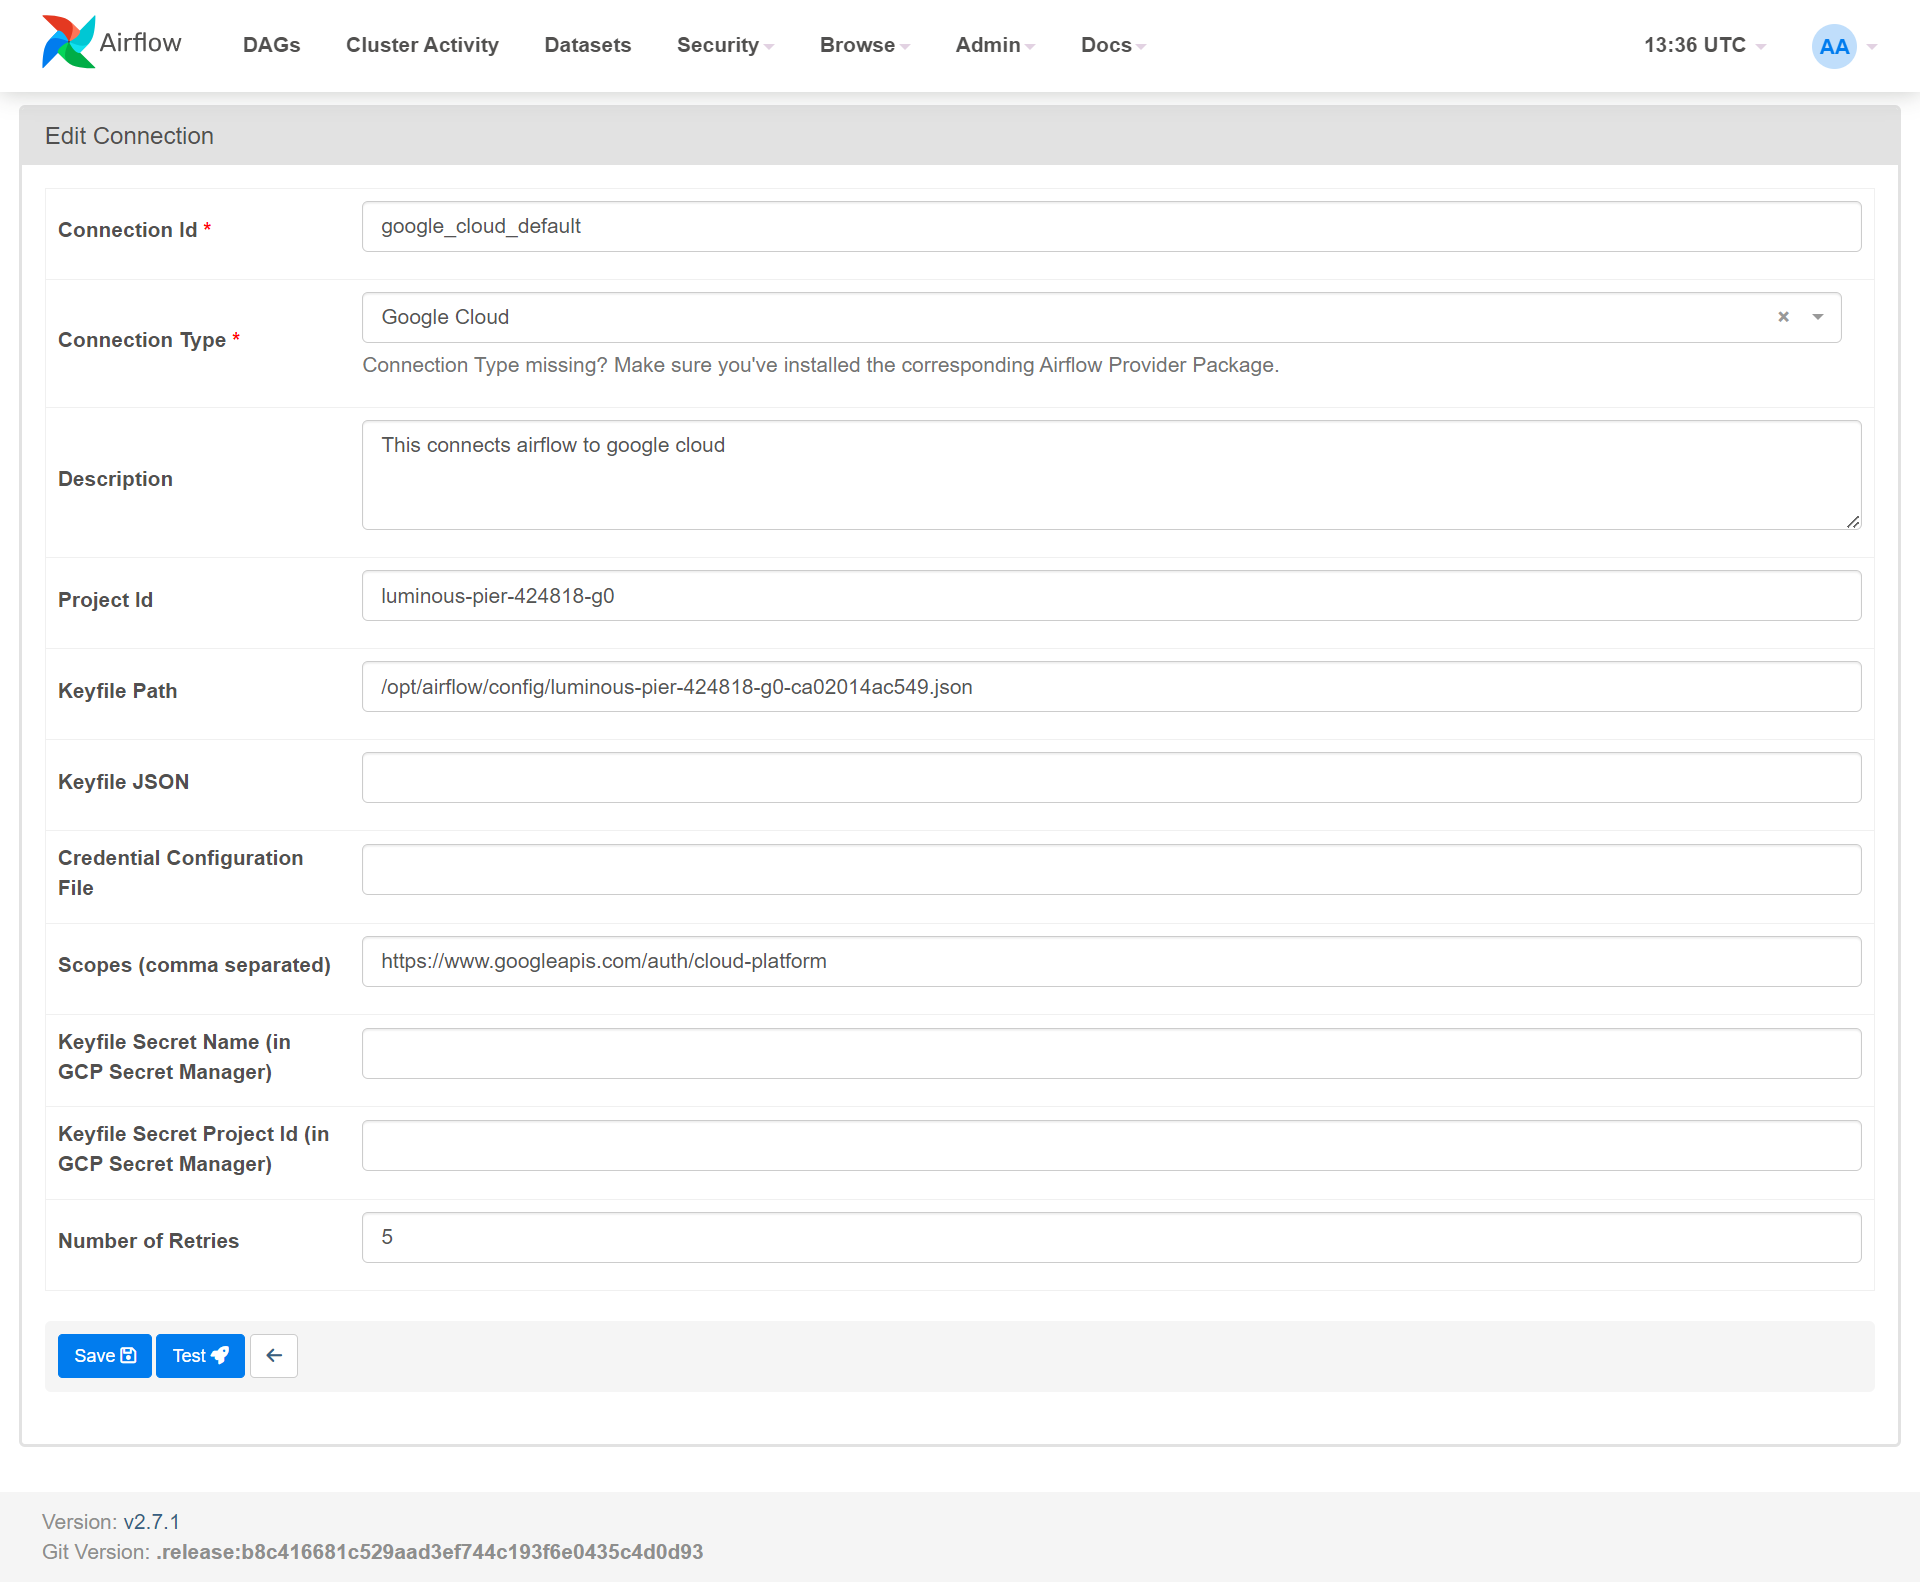 Airflow DAGs Cluster Activity Datasets Security Browse Admin Docs 13:36 UTC AA
Edit Connection
Connection Id * google_cloud_default
Connection Type * Google Cloud × 
Connection Type missing? Make sure you've installed the corresponding Airflow Provider Package.
Description This connects airflow to google cloud
Project Id luminous-pier-424818-g0
Keyfile Path /opt/airflow/config/luminous-pier-424818-g0-ca02014ac549.json
Keyfile JSON
Credential Configuration
File
Scopes (comma separated) https://www.googleapis.com/auth/cloud-platform
Keyfile Secret Name (in
GCP Secret Manager)
Keyfile Secret Project Id (in
GCP Secret Manager)
Number of Retries 5
Save Test
Version: v2.7.1
Git Version: .release:b8c416681c529aad3ef744c193f6e0435c4d0d93